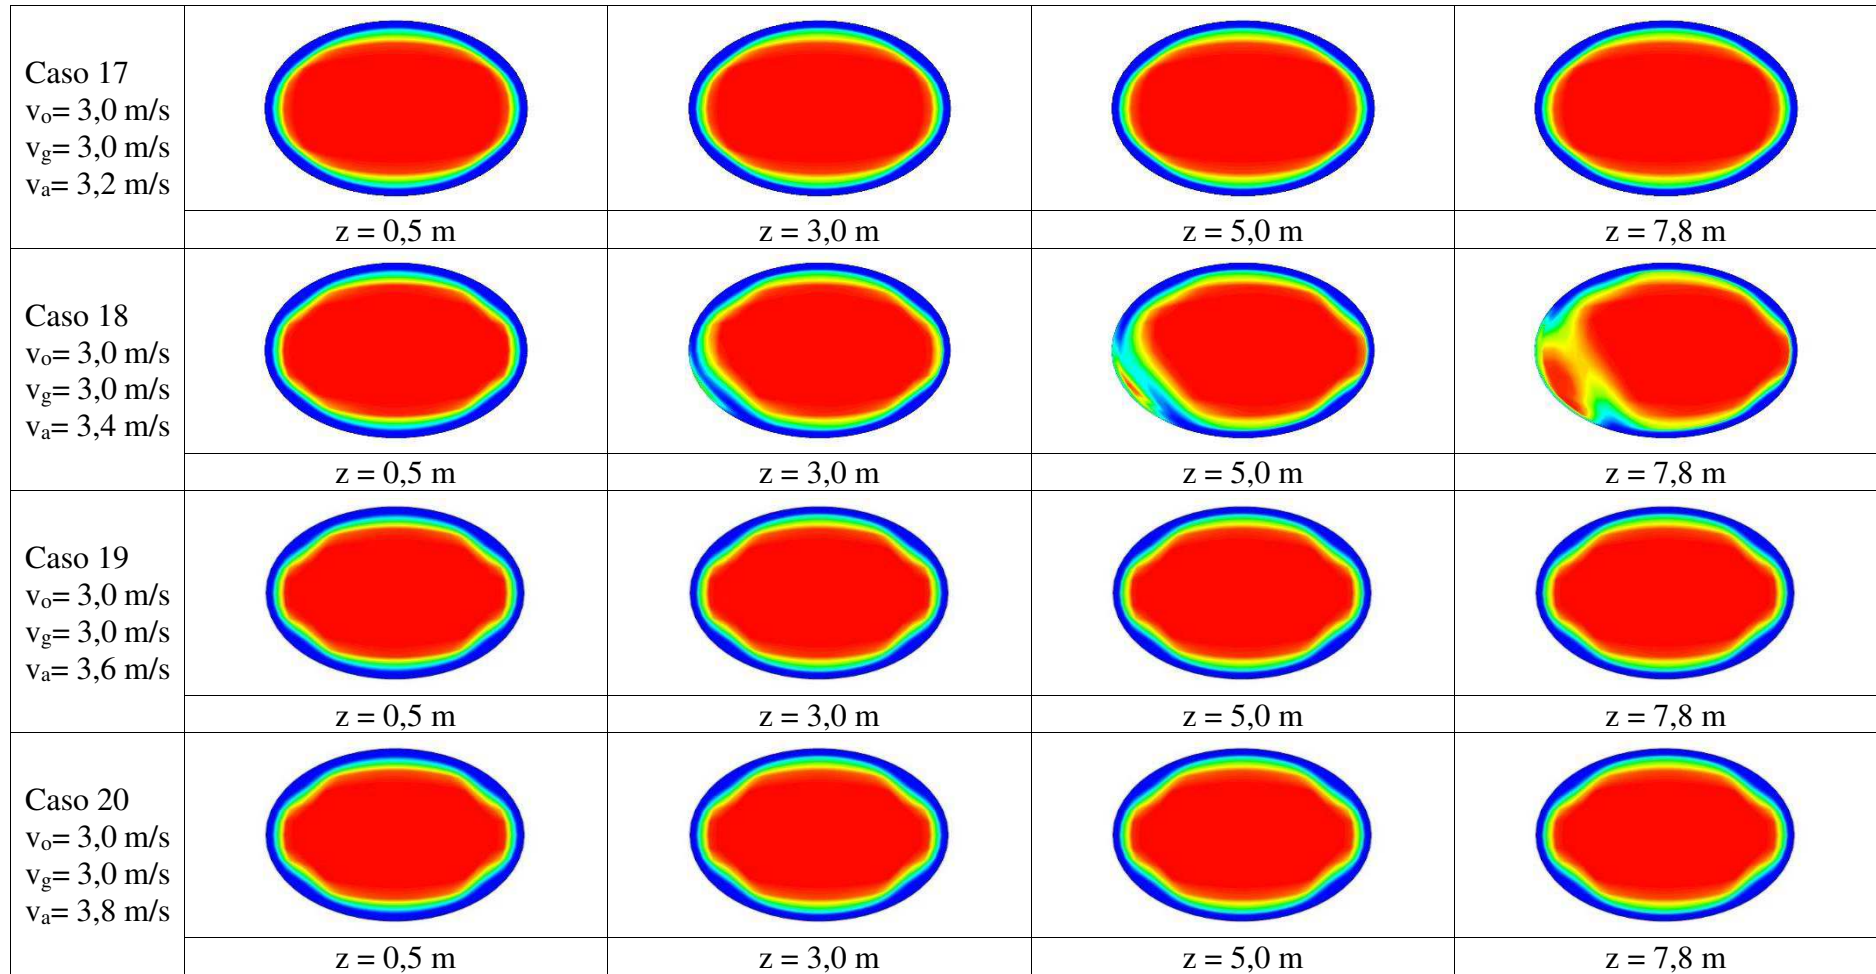 Caso 17
vo= 3,0 m/s
vg= 3,0 m/s
va= 3,2 m/s
z = 0,5 m
z = 3,0 m
z = 5,0 m
z = 7,8 m
Caso 18
vo= 3,0 m/s
vg= 3,0 m/s
va= 3,4 m/s
z = 0,5 m
z = 3,0 m
z = 5,0 m
z = 7,8 m
Caso 19
vo= 3,0 m/s
vg= 3,0 m/s
va= 3,6 m/s
z = 0,5 m
z = 3,0 m
z = 5,0 m
z = 7,8 m
Caso 20
vo= 3,0 m/s
vg= 3,0 m/s
va= 3,8 m/s
z = 0,5 m
z = 3,0 m
z = 5,0 m
z = 7,8 m